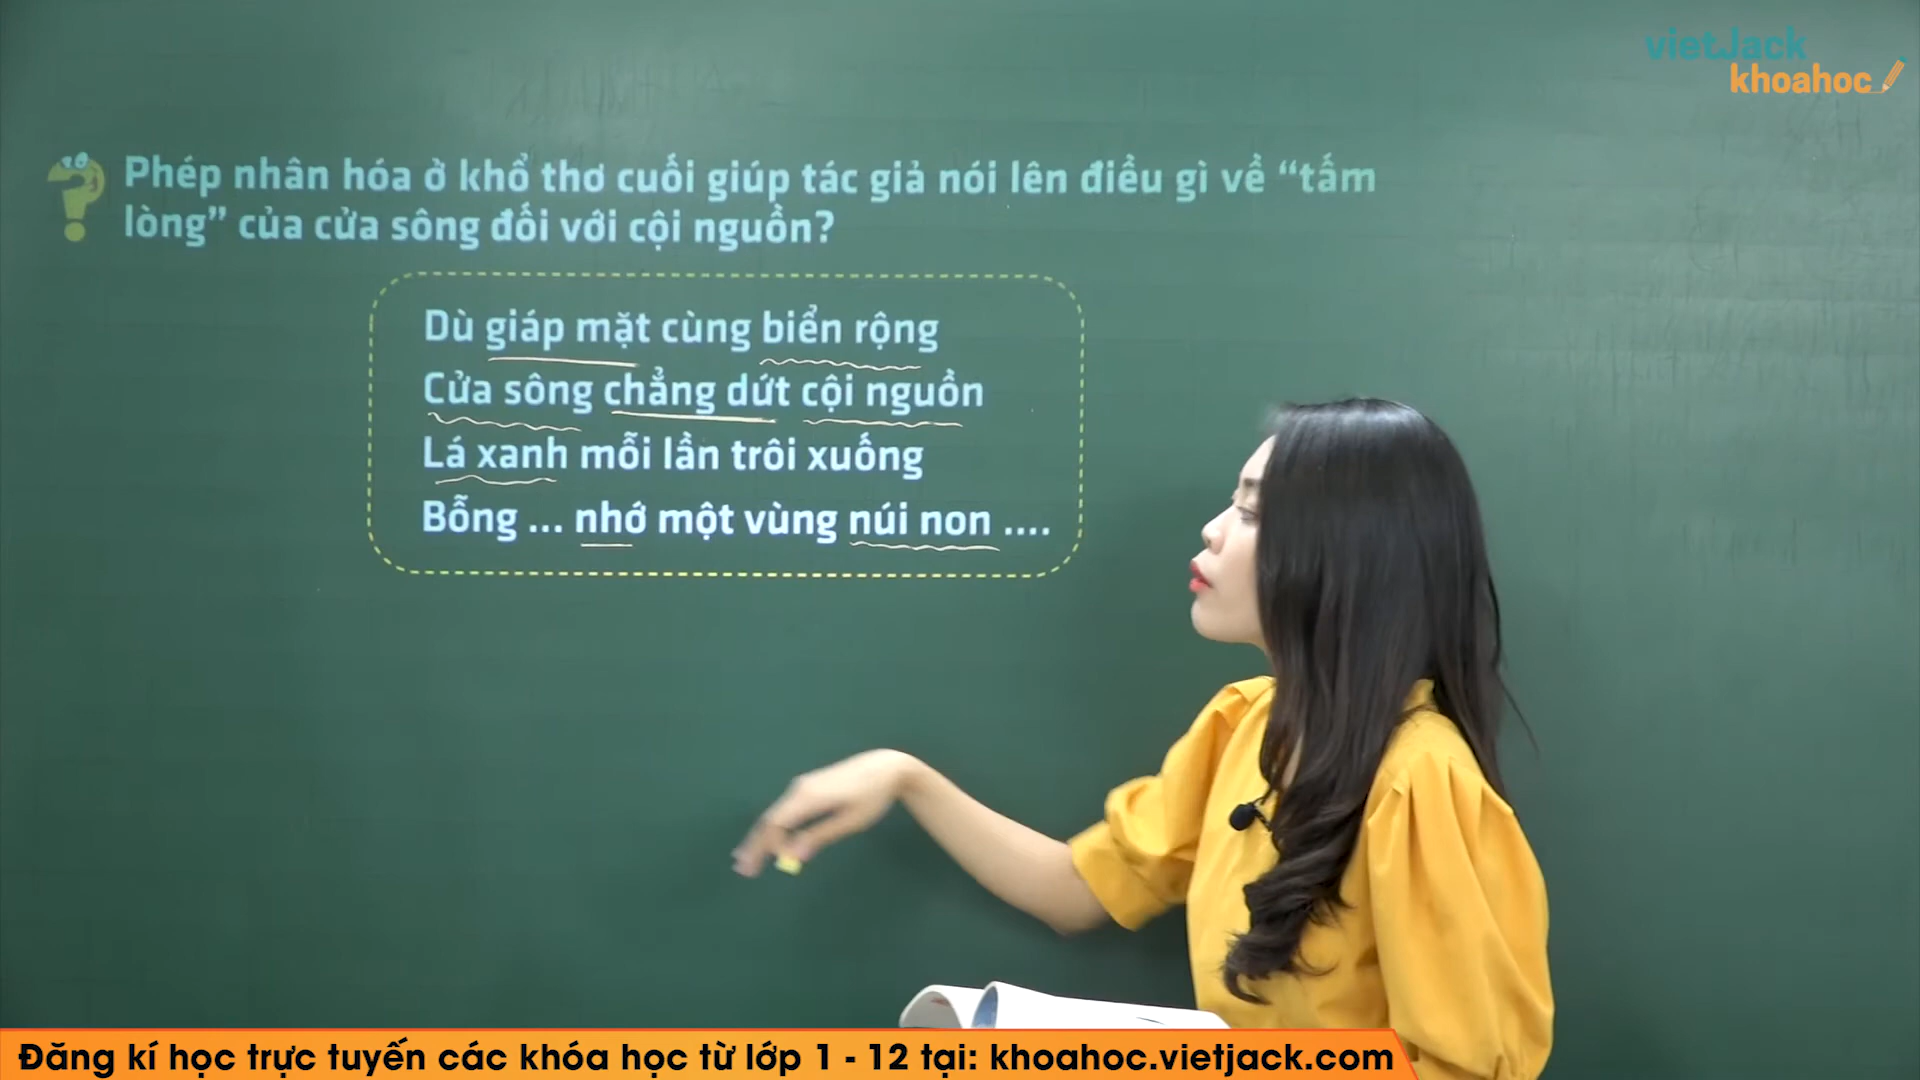 vietJack
khoahoc
Phép nhân hóa ở khổ thơ cuối giúp tác giả nói lên điều gì về “tấm
lòng” của cửa sông đối với cội nguồn?
Dù giáp mặt cùng biển rộng
Cửa sông chẳng dứt cội nguồn
Lá xanh mỗi lần trôi xuống
Bỗng ... nhớ một vùng núi non ....
Đăng kí học trực tuyến các khóa học từ lớp 1 - 12 tại: khoahoc.vietjack.com